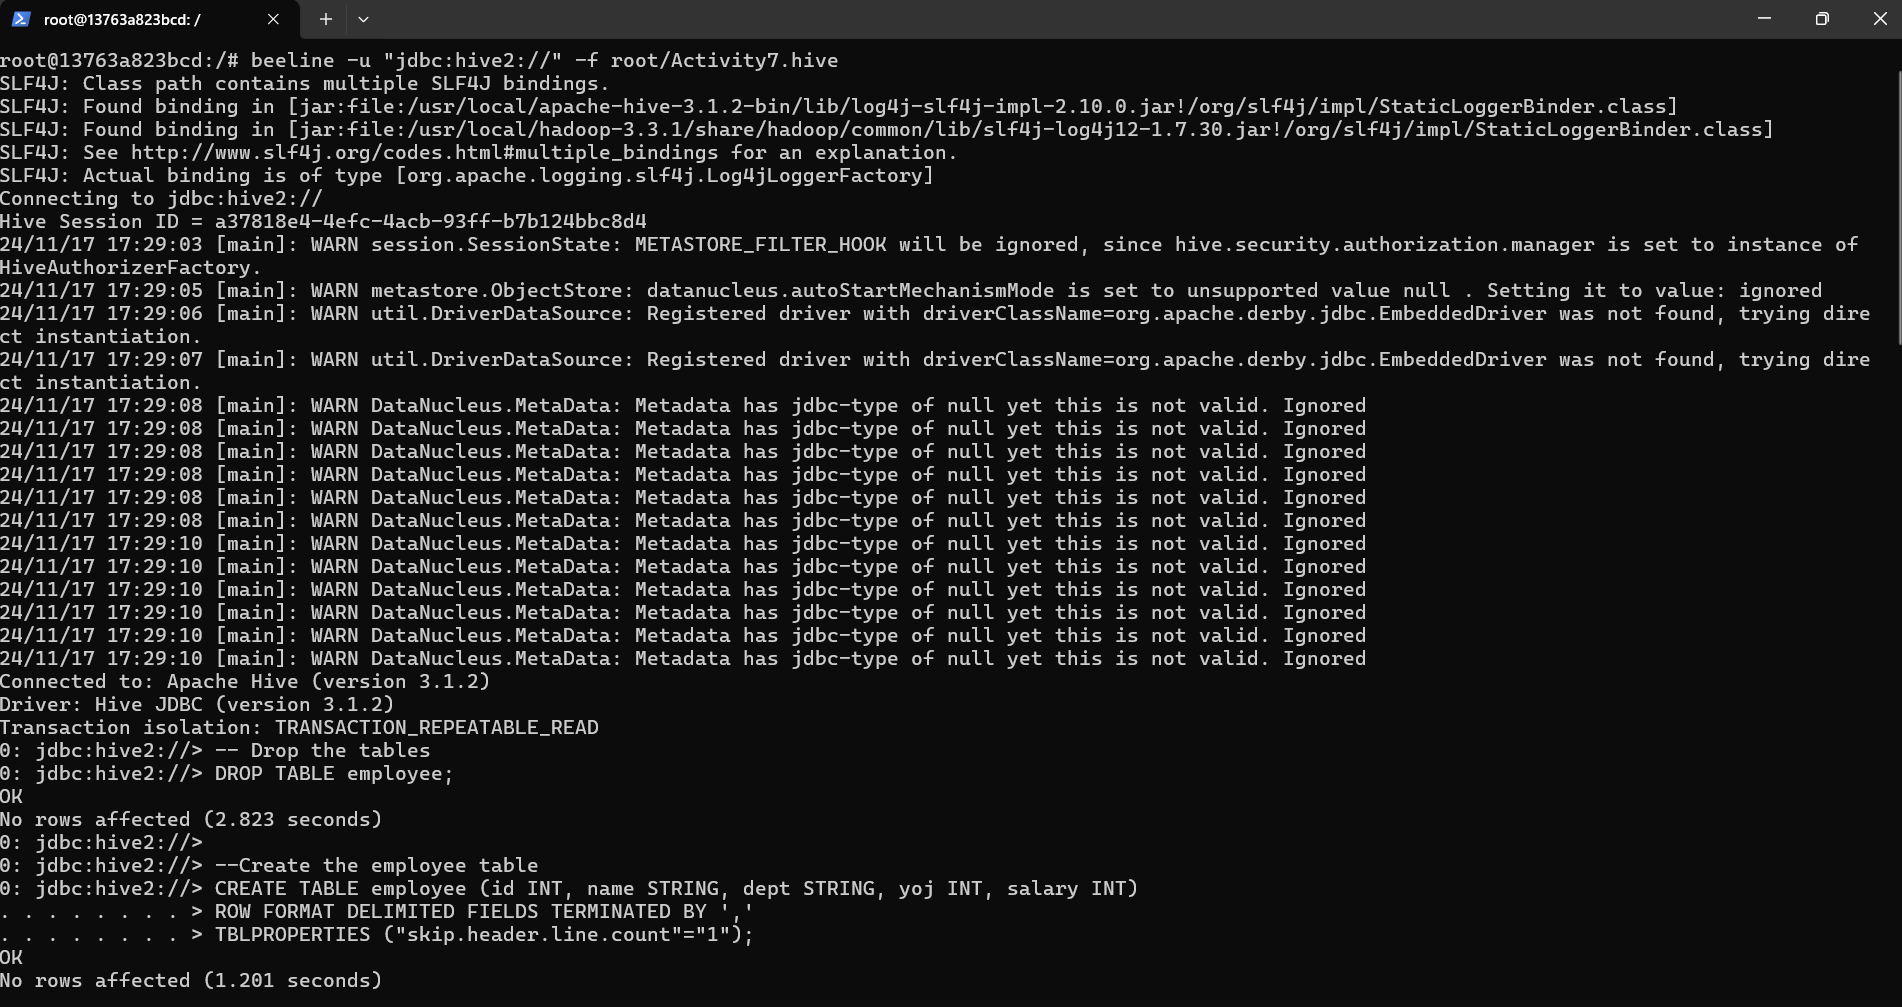 root@13763a823bcd: /
root@13763a823bcd:/# beeline -u "jdbc:hive2://" -f root/Activity7.hive
SLF4J: Class path contains multiple SLF4J bindings.
SLF4J: Found binding in [jar:file:/usr/local/apache-hive-3.1.2-bin/lib/log4j-slf4j-impl-2.10.0.jar!/org/slf4j/impl/StaticLoggerBinder.class]
SLF4J: Found binding in [jar:file:/usr/local/hadoop-3.3.1/share/hadoop/common/lib/slf4j-log4j12-1.7.30.jar!/org/slf4j/impl/StaticLoggerBinder.class]
SLF4J: See http://www.slf4j.org/codes.html#multiple_bindings for an explanation.
SLF4J: Actual binding is of type [org.apache.logging.slf4j.Log4jLoggerFactory]
Connecting to jdbc:hive2://
Hive Session ID = a37818e4-4efc-4acb-93ff-b7b124bbc8d4
24/11/17 17:29:03 [main]: WARN session.SessionState: METASTORE_FILTER_HOOK will be ignored, since hive.security.authorization.manager is set to instance of
HiveAuthorizerFactory.
24/11/17 17:29:05 [main]: WARN metastore.ObjectStore: datanucleus.autoStartMechanismMode is set to unsupported value null . Setting it to value: ignored
24/11/17 17:29:06 [main]: WARN util.DriverDataSource: Registered driver with driverClassName=org.apache.derby.jdbc.EmbeddedDriver was not found, trying dire
ct instantiation.
24/11/17 17:29:07 [main]: WARN util.DriverDataSource: Registered driver with driverClassName=org.apache.derby.jdbc.EmbeddedDriver was not found, trying dire
ct instantiation.
24/11/17 17:29:08 [main]: WARN DataNucleus.MetaData: Metadata has jdbc-type of null yet this is not valid. Ignored
24/11/17 17:29:08 [main]: WARN DataNucleus.MetaData: Metadata has jdbc-type of null yet this is not valid. Ignored
24/11/17 17:29:08 [main]: WARN DataNucleus.MetaData: Metadata has jdbc-type of null yet this is not valid. Ignored
24/11/17 17:29:08 [main]: WARN DataNucleus.MetaData: Metadata has jdbc-type of null yet this is not valid. Ignored
24/11/17 17:29:08 [main]: WARN DataNucleus.MetaData: Metadata has jdbc-type of null yet this is not valid. Ignored
24/11/17 17:29:08 [main]: WARN DataNucleus.MetaData: Metadata has jdbc-type of null yet this is not valid. Ignored
24/11/17 17:29:10 [main]: WARN DataNucleus.MetaData: Metadata has jdbc-type of null yet this is not valid. Ignored
24/11/17 17:29:10 [main]: WARN DataNucleus.MetaData: Metadata has jdbc-type of null yet this is not valid. Ignored
24/11/17 17:29:10 [main]: WARN DataNucleus.MetaData: Metadata has jdbc-type of null yet this is not valid. Ignored
24/11/17 17:29:10 [main]: WARN DataNucleus.MetaData: Metadata has jdbc-type of null yet this is not valid. Ignored
24/11/17 17:29:10 [main]: WARN DataNucleus.MetaData: Metadata has jdbc-type of null yet this is not valid. Ignored
24/11/17 17:29:10 [main]: WARN DataNucleus.MetaData: Metadata has jdbc-type of null yet this is not valid. Ignored
Connected to: Apache Hive (version 3.1.2)
Driver: Hive JDBC (version 3.1.2)
Transaction isolation: TRANSACTION_REPEATABLE_READ
0: jdbc:hive2://> -- Drop the tables
0: jdbc:hive2://> DROP TABLE employee;
OK
No rows affected (2.823 seconds)
0: jdbc:hive2://>
0: jdbc:hive2://> --Create the employee table
0: jdbc:hive2://> CREATE TABLE employee (id INT, name STRING, dept STRING, yoj INT, salary INT)
. . . . . . . . > ROW FORMAT DELIMITED FIELDS TERMINATED BY ','
. . . . . . . . > TBLPROPERTIES ("skip.header.line.count"="1");
OK
No rows affected (1.201 seconds)